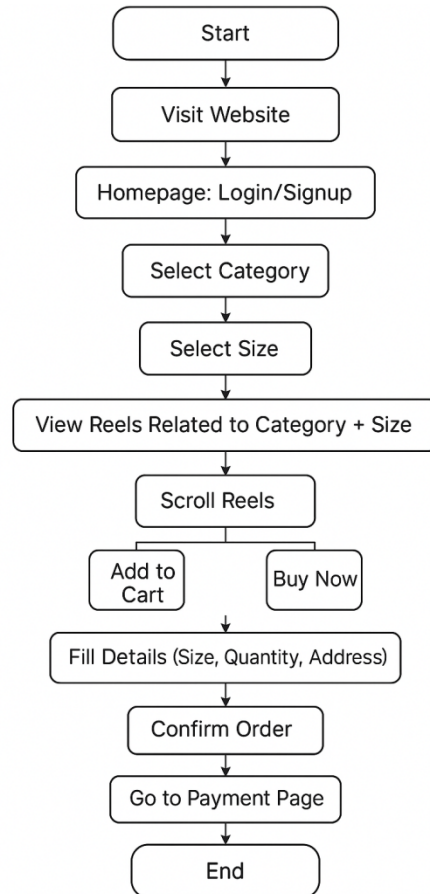 Start
Visit Website
Homepage: Login/Signup
Select Category
Select Size
View Reels Related to Category + Size
Scroll Reels
Add to
Cart
Buy Now
Fill Details (Size, Quantity, Address)
Confirm Order
Go to Payment Page
End